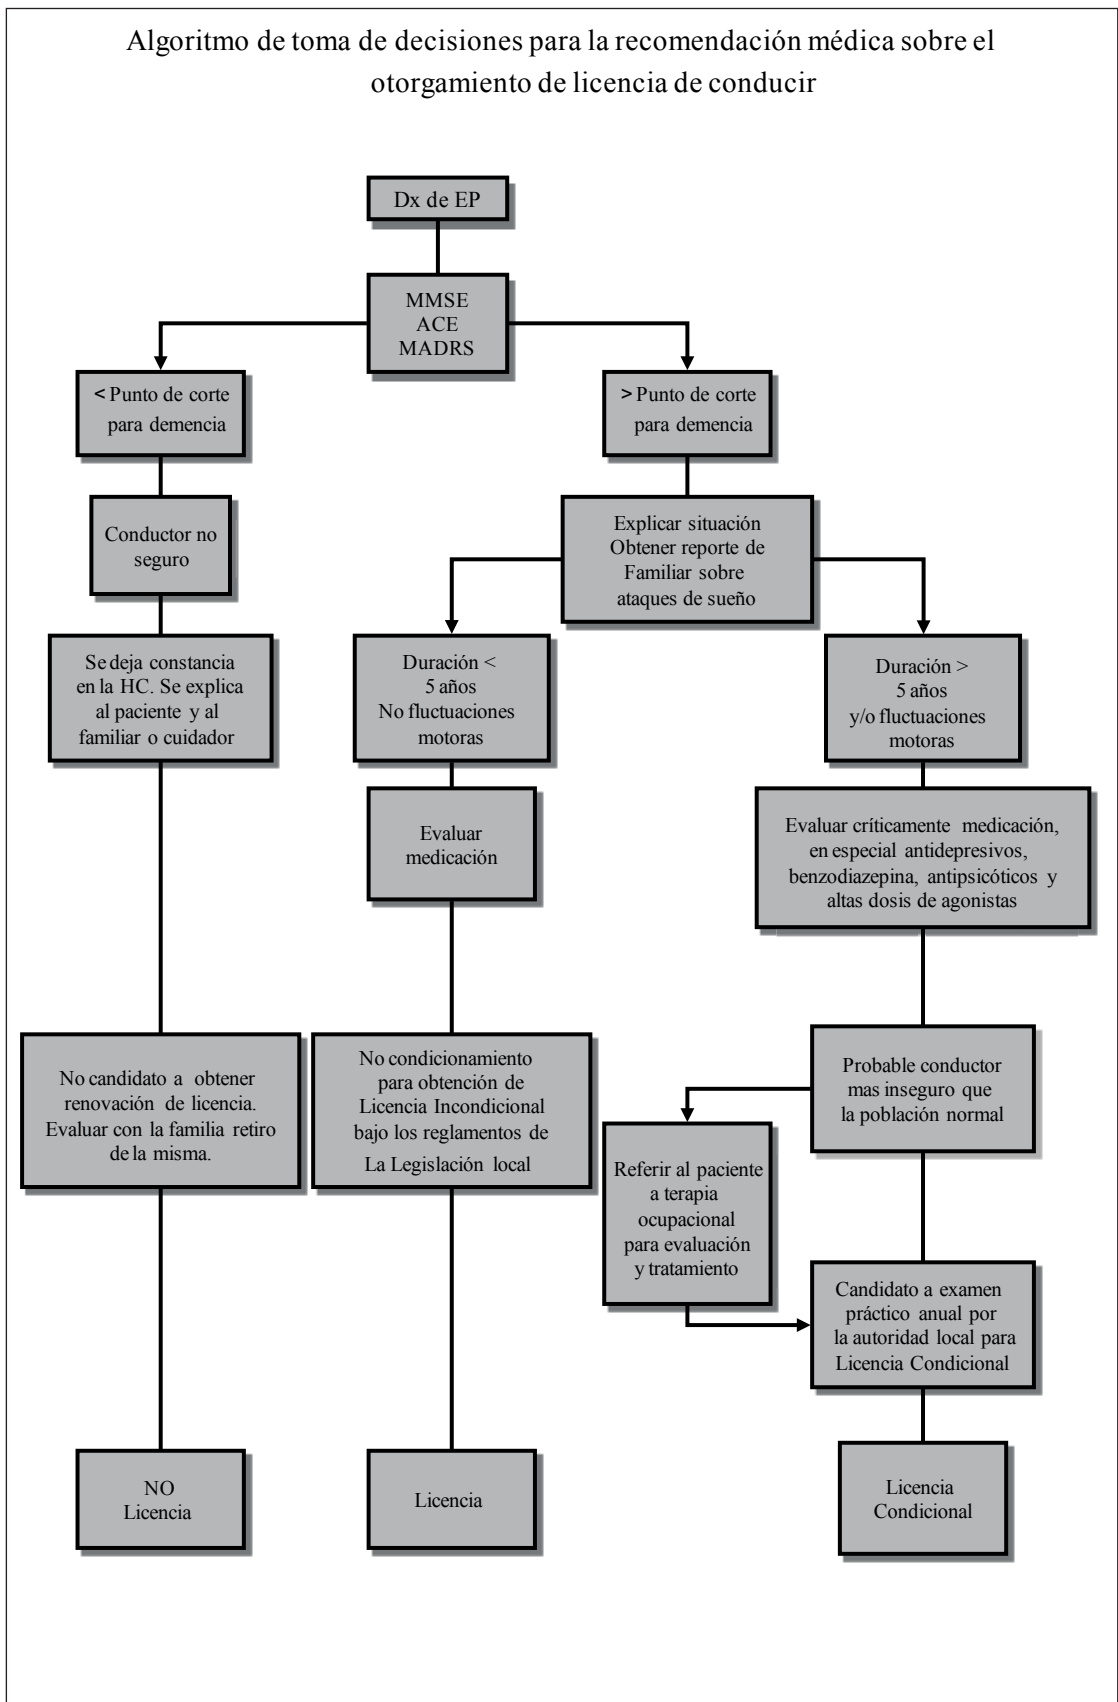 Algoritmo de toma de decisiones para la recomendación médica sobre el
otorgamiento de licencia de conducir
Dx de EP
MMSE
ACE
MADRS
< Punto de corte
para demencia
> Punto de corte
para demencia
Conductor no
seguro
Explicar situación
Obtener reporte de
Familiar sobre
ataques de sueño
Se deja constancia
en la HC. Se explica
al paciente y al
familiar o cuidador
Duración <
5 años
No fluctuaciones
motoras
Duración >
5 años
y/o fluctuaciones
motoras
Evaluar
medicación
Evaluar críticamente medicación,
en especial antidepresivos,
benzodiazepina, antipsicóticos y
altas dosis de agonistas
No candidato a obtener
renovación de licencia.
Evaluar con la familia retiro
de la misma.
No condicionamiento
para obtención de
Licencia Incondicional
bajo los reglamentos de
La Legislación local
Probable conductor
mas inseguro que
la población normal
Referir al paciente
a terapia
ocupacional
para evaluación
y tratamiento
Candidato a examen
práctico anual por
la autoridad local para
Licencia Condicional
NO
Licencia
Licencia
Licencia
Condicional